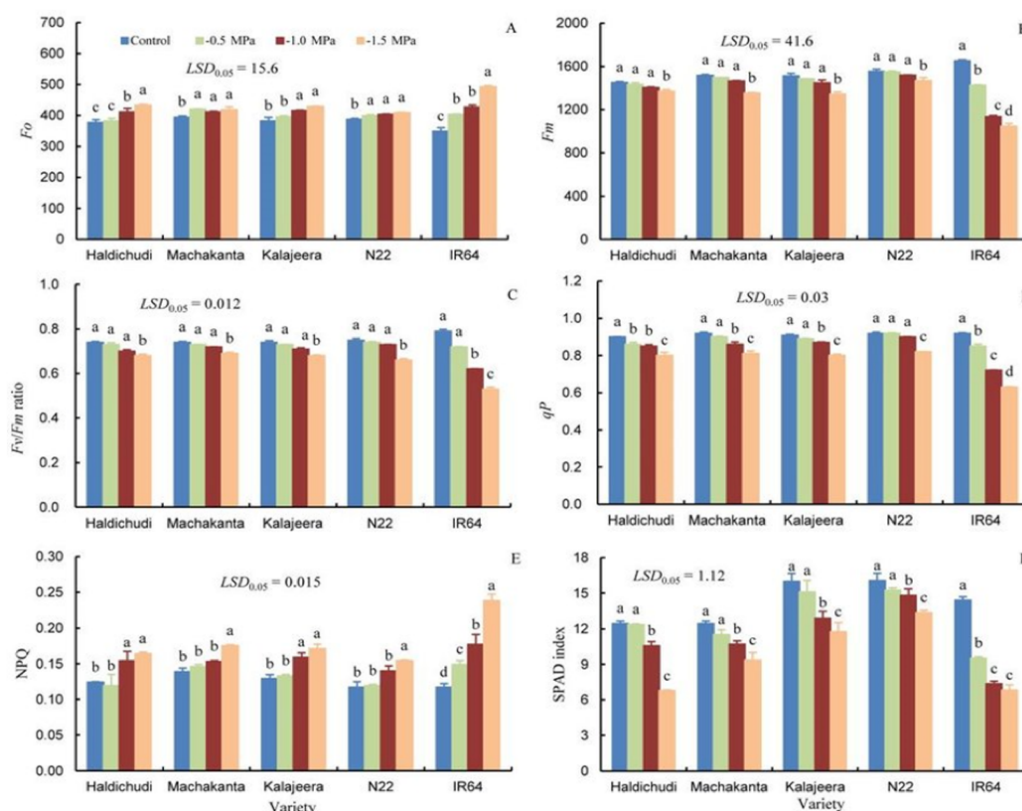 700
600
500
400
300
200
100
0
Fo
Control -0.5 MPa -1.0 MPa -1.5 MPa
A
LSD0.05 = 15.6
c c b a b a a a b b a a b a a a c b b a
Haldichudi Machakanta Kalajeera N22 IR64
2000
1600
1200
800
400
0
Fm
LSD0.05 = 41.6
a a a b a a a b a a a b a a a b a b c d
Haldichudi Machakanta Kalajeera N22 IR64
1.0
0.8
0.6
0.4
0.2
0.0
Fv/Fm ratio
C
LSD0.05 = 0.012
a a a b a a a b a a a b a a a b a a b c
Haldichudi Machakanta Kalajeera N22 IR64
1.2
1.0
0.8
0.6
0.4
0.2
0.0
qP
LSD0.05 = 0.03
a b b c a a b c a a b c a a a c a b c d
Haldichudi Machakanta Kalajeera N22 IR64
0.30
0.25
0.20
0.15
0.10
0.05
0.00
NPQ
E
LSD0.05 = 0.015
b b a a b b b a b b a a b b b a d c b a
Haldichudi Machakanta Kalajeera N22 IR64
Variety
18
15
12
9
6
3
0
SPAD index
LSD0.05 = 1.12
a a b c a a b c a a b c a a b c a b c c
Haldichudi Machakanta Kalajeera N22 IR64
Variety